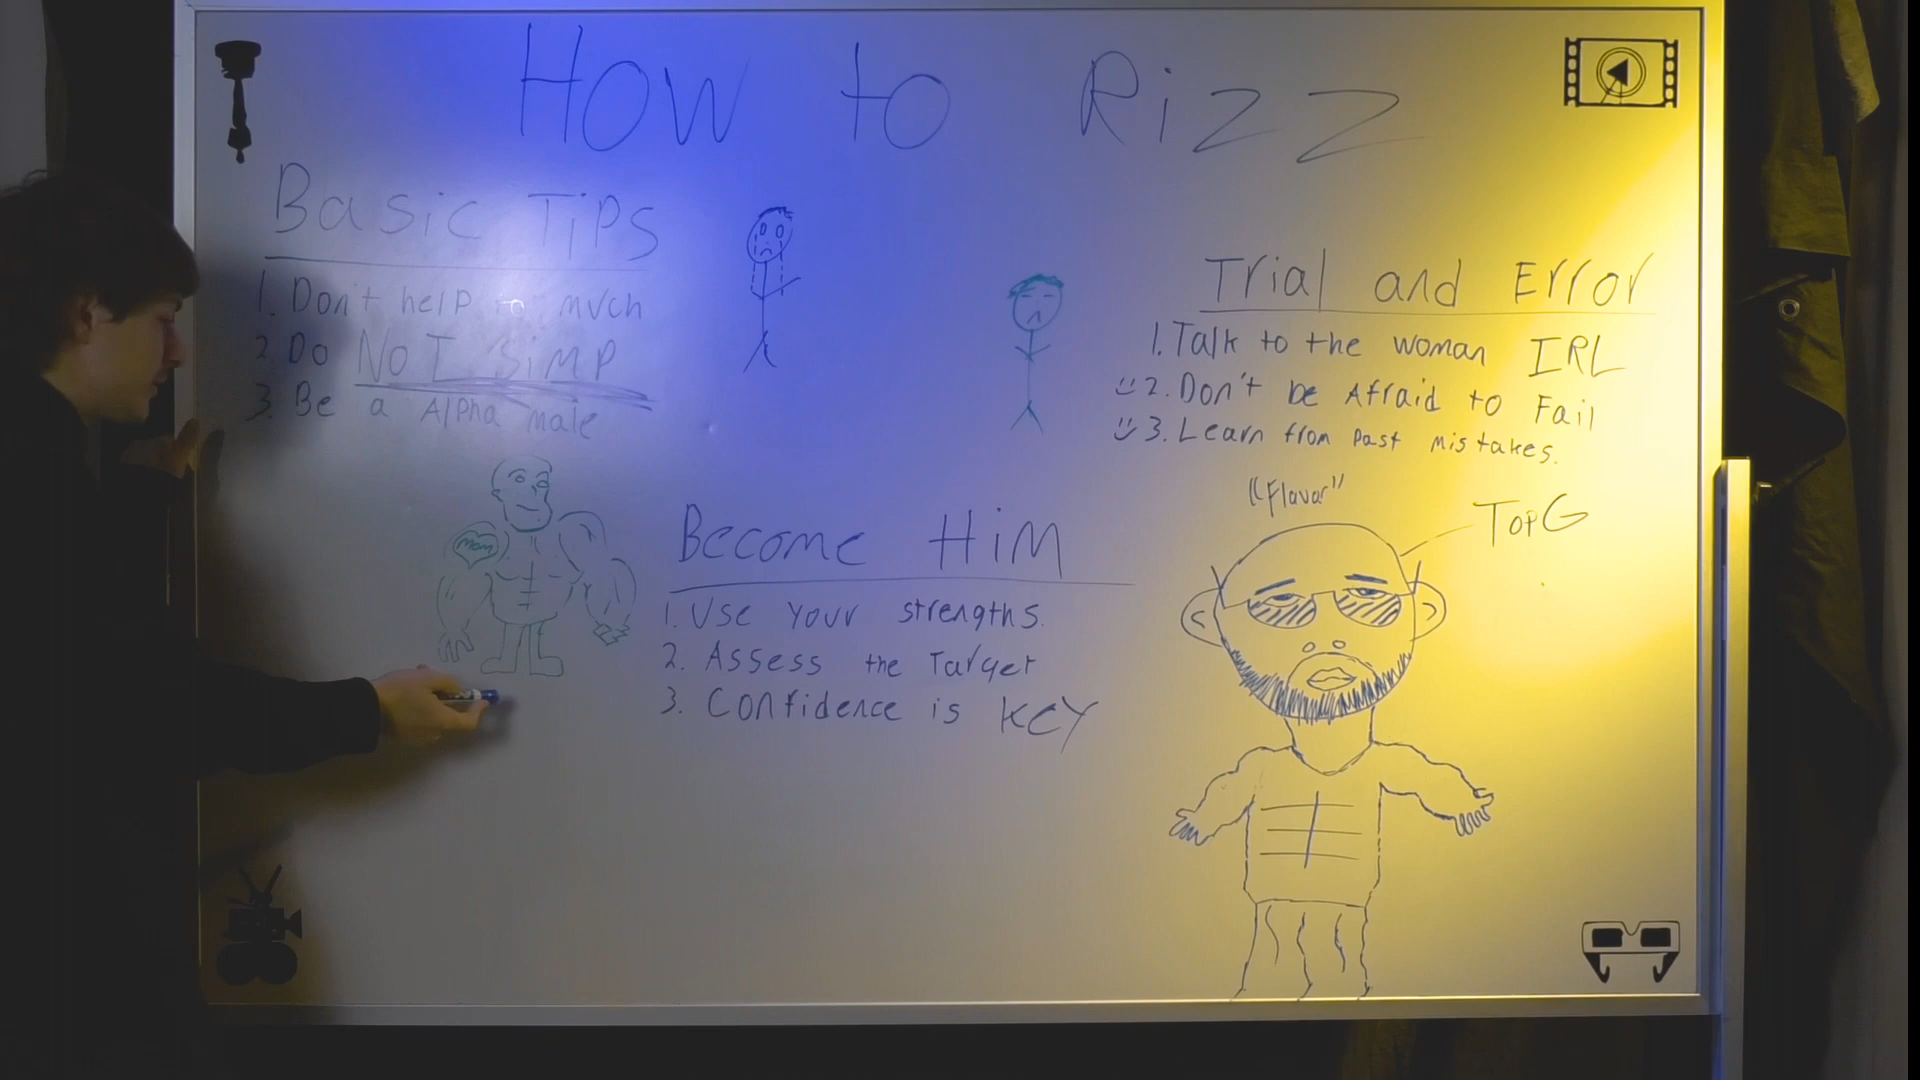 How to Rizz
Basic Tips
1. Don't help to much
2. Do NOT SiMP
3. Be a Alpha male
Trial and Error
1. Talk to the woman IRL
2. Don't be Afraid to Fail
3. Learn from Past mistakes.
"Flavor"
TopG
Mom
Become HiM
1. Use Your strengths.
2. Assess the Target
3. Confidence is KEY